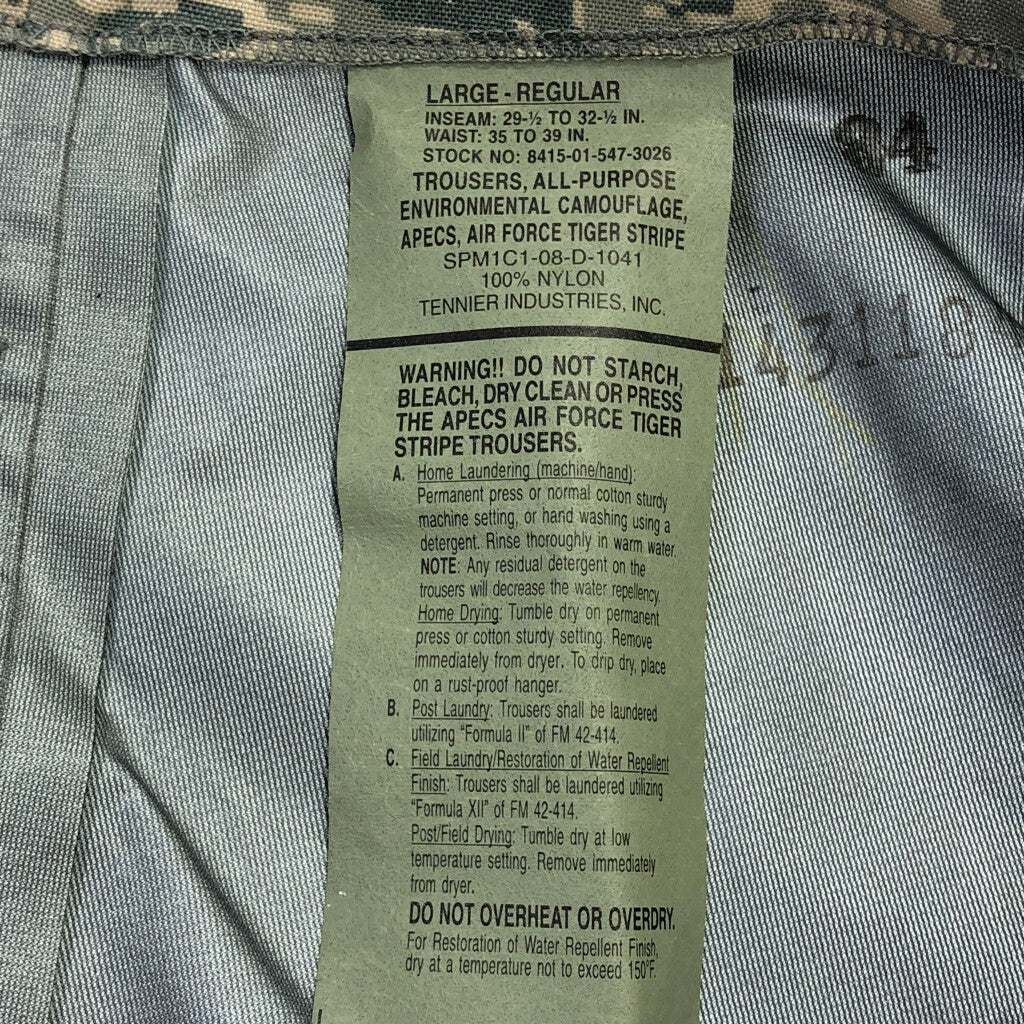 LARGE - REGULAR
INSEAM: 29-½ TO 32-½ IN.
WAIST: 35 TO 39 IN.
STOCK NO: 8415-01-547-3026
TROUSERS, ALL-PURPOSE
ENVIRONMENTAL CAMOUFLAGE,
APECS, AIR FORCE TIGER STRIPE
SPM1C1-08-D-1041
100% NYLON
TENNIER INDUSTRIES, INC.
WARNING!! DO NOT STARCH,
BLEACH, DRY CLEAN OR PRESS
THE APECS AIR FORCE TIGER
STRIPE TROUSERS.
A. Home Laundering (machine/hand):
Permanent press or normal cotton sturdy
machine setting, or hand washing using a
detergent. Rinse thoroughly in warm water.
NOTE: Any residual detergent on the
trousers will decrease the water repellency.
Home Drying: Tumble dry on permanent
press or cotton sturdy setting. Remove
immediately from dryer. To drip dry, place
on a rust-proof hanger.
B. Post Laundry: Trousers shall be laundered
utilizing "Formula II" of FM 42-414.
C. Field Laundry/Restoration of Water Repellent
Finish: Trousers shall be laundered utilizing
"Formula XII" of FM 42-414.
Post/Field Drying: Tumble dry at low
temperature setting. Remove immediately
from dryer.
DO NOT OVERHEAT OR OVERDRY.
For Restoration of Water Repellent Finish,
dry at a temperature not to exceed 150°F.